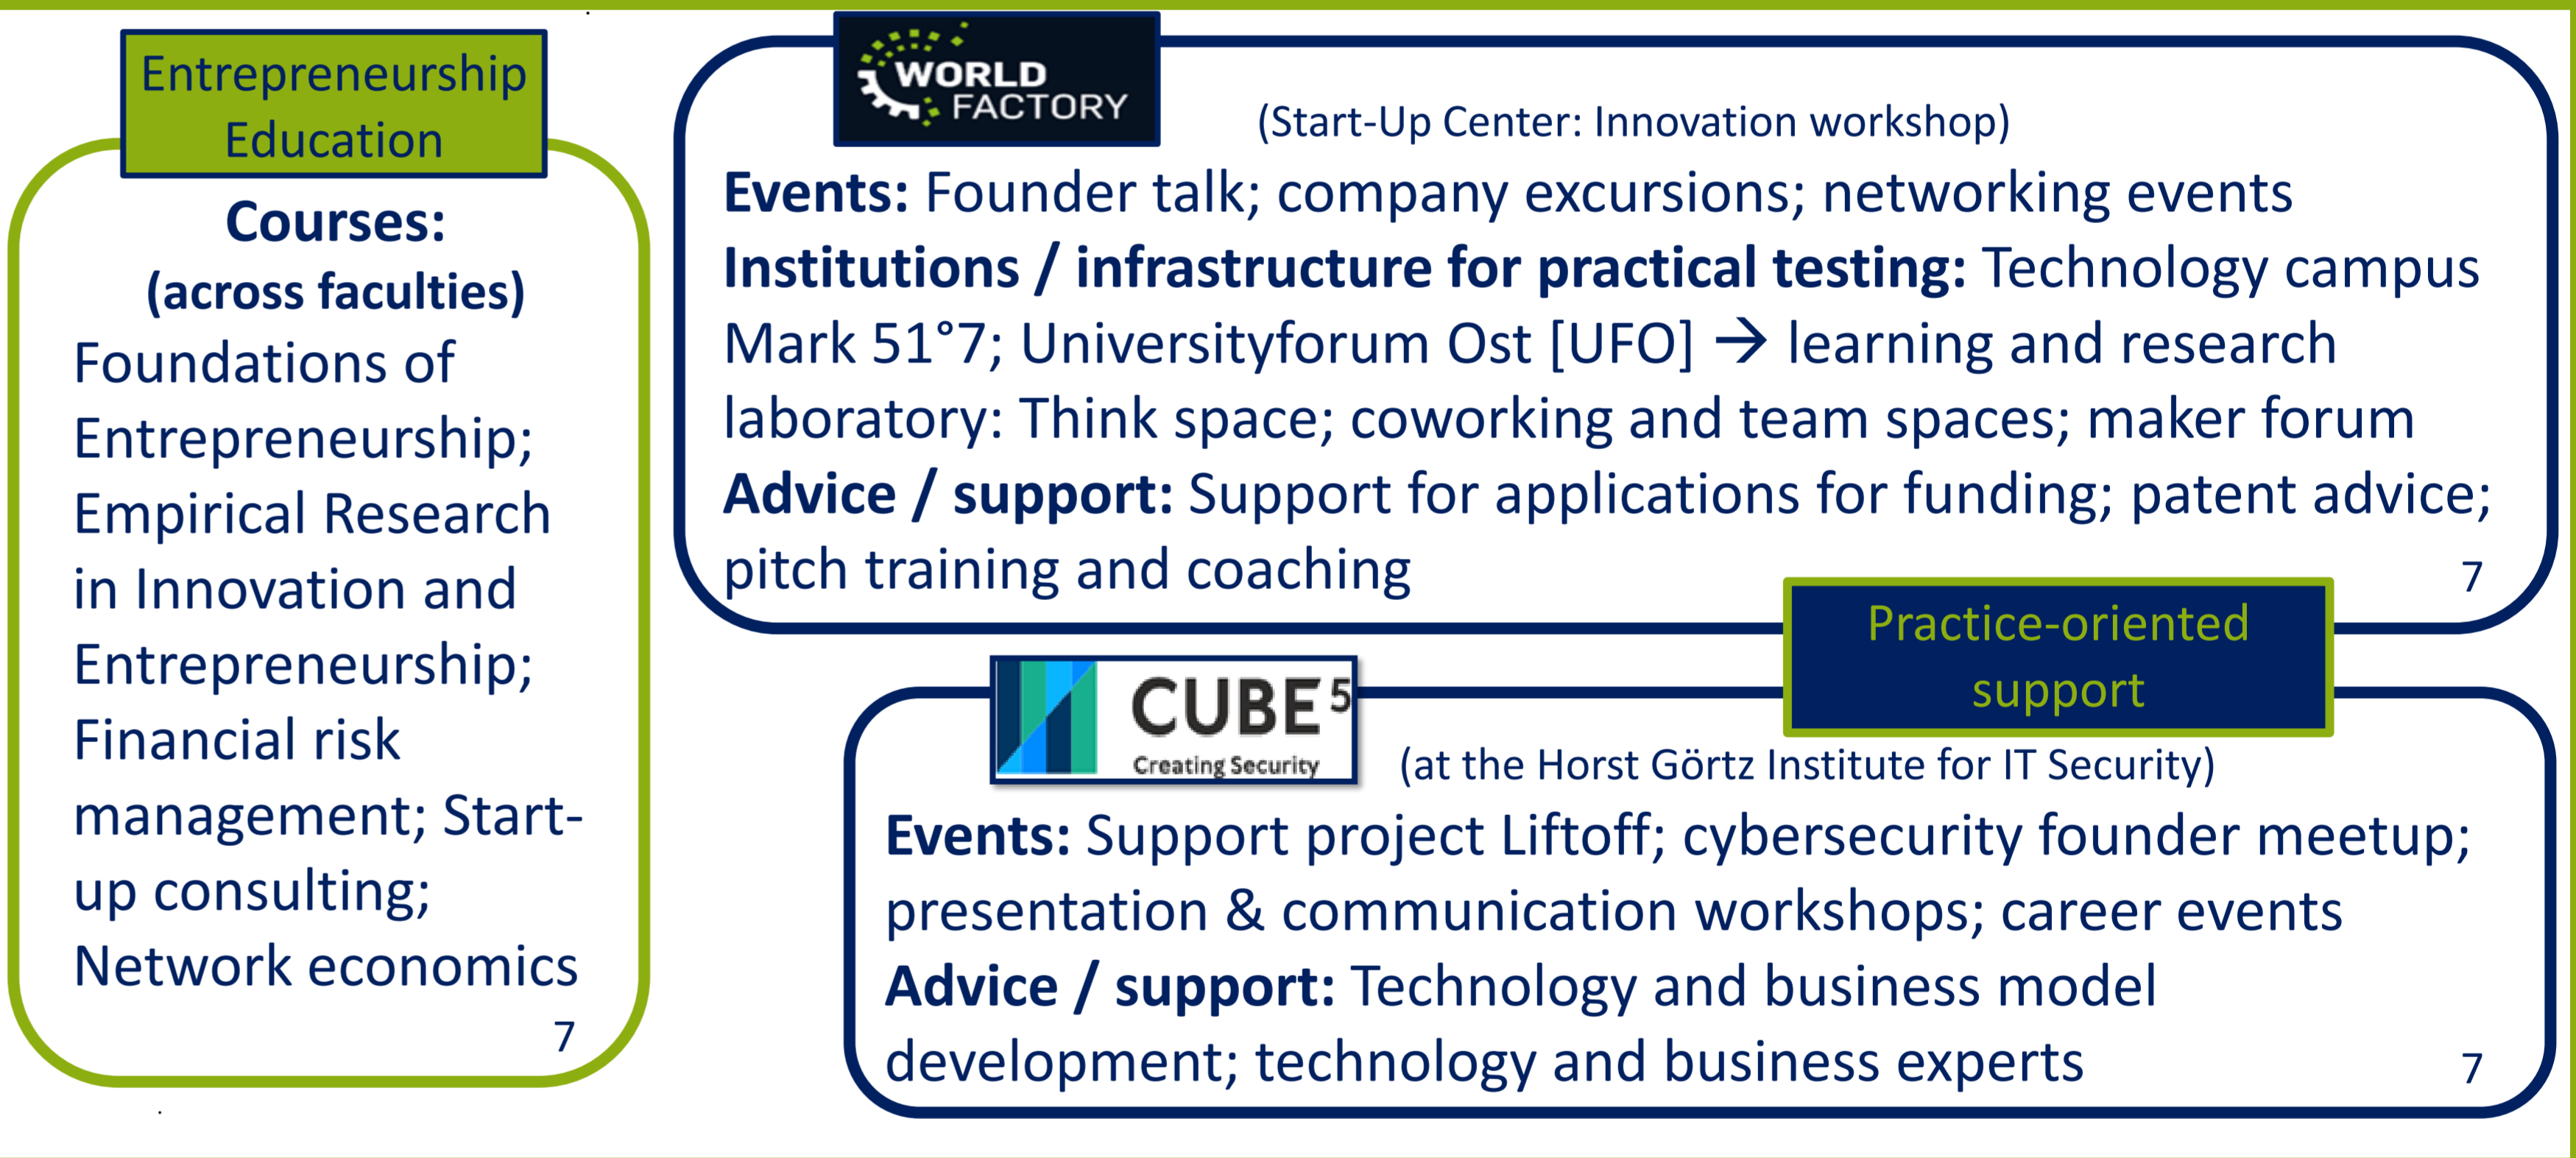 Entrepreneurship
Education
Courses:
(across faculties)
Foundations of
Entrepreneurship;
Empirical Research
in Innovation and
Entrepreneurship;
Financial risk
management; Start-
up consulting;
Network economics
7
WORLD
FACTORY
(Start-Up Center: Innovation workshop)
Events: Founder talk; company excursions; networking events
Institutions / infrastructure for practical testing: Technology campus
Mark 51°7; Universityforum Ost [UFO] → learning and research
laboratory: Think space; coworking and team spaces; maker forum
Advice / support: Support for applications for funding; patent advice;
pitch training and coaching
7
Practice-oriented
support
CUBE⁵
Creating Security
(at the Horst Görtz Institute for IT Security)
Events: Support project Liftoff; cybersecurity founder meetup;
presentation & communication workshops; career events
Advice / support: Technology and business model
development; technology and business experts
7